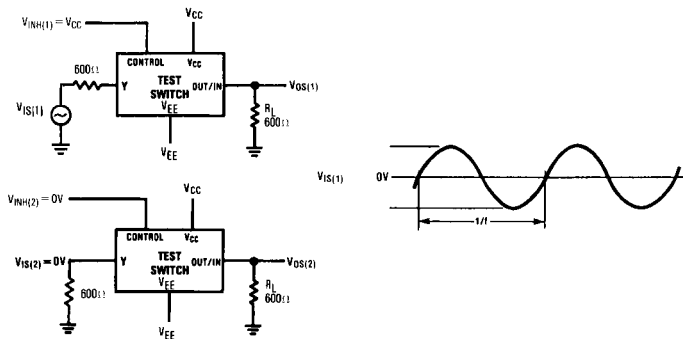 VINH(1) = VCC
VCC
600Ω
CONTROL
VCC
Y
TEST
SWITCH
OUT/IN
VOS(1)
VIS(1)
VEE
RL
600Ω
VEE
VIS(1)
0V
1/f
VINH(2) = 0V
VCC
CONTROL
VCC
VIS(2) = 0V
Y
TEST
SWITCH
OUT/IN
VOS(2)
VEE
600Ω
RL
600Ω
VEE